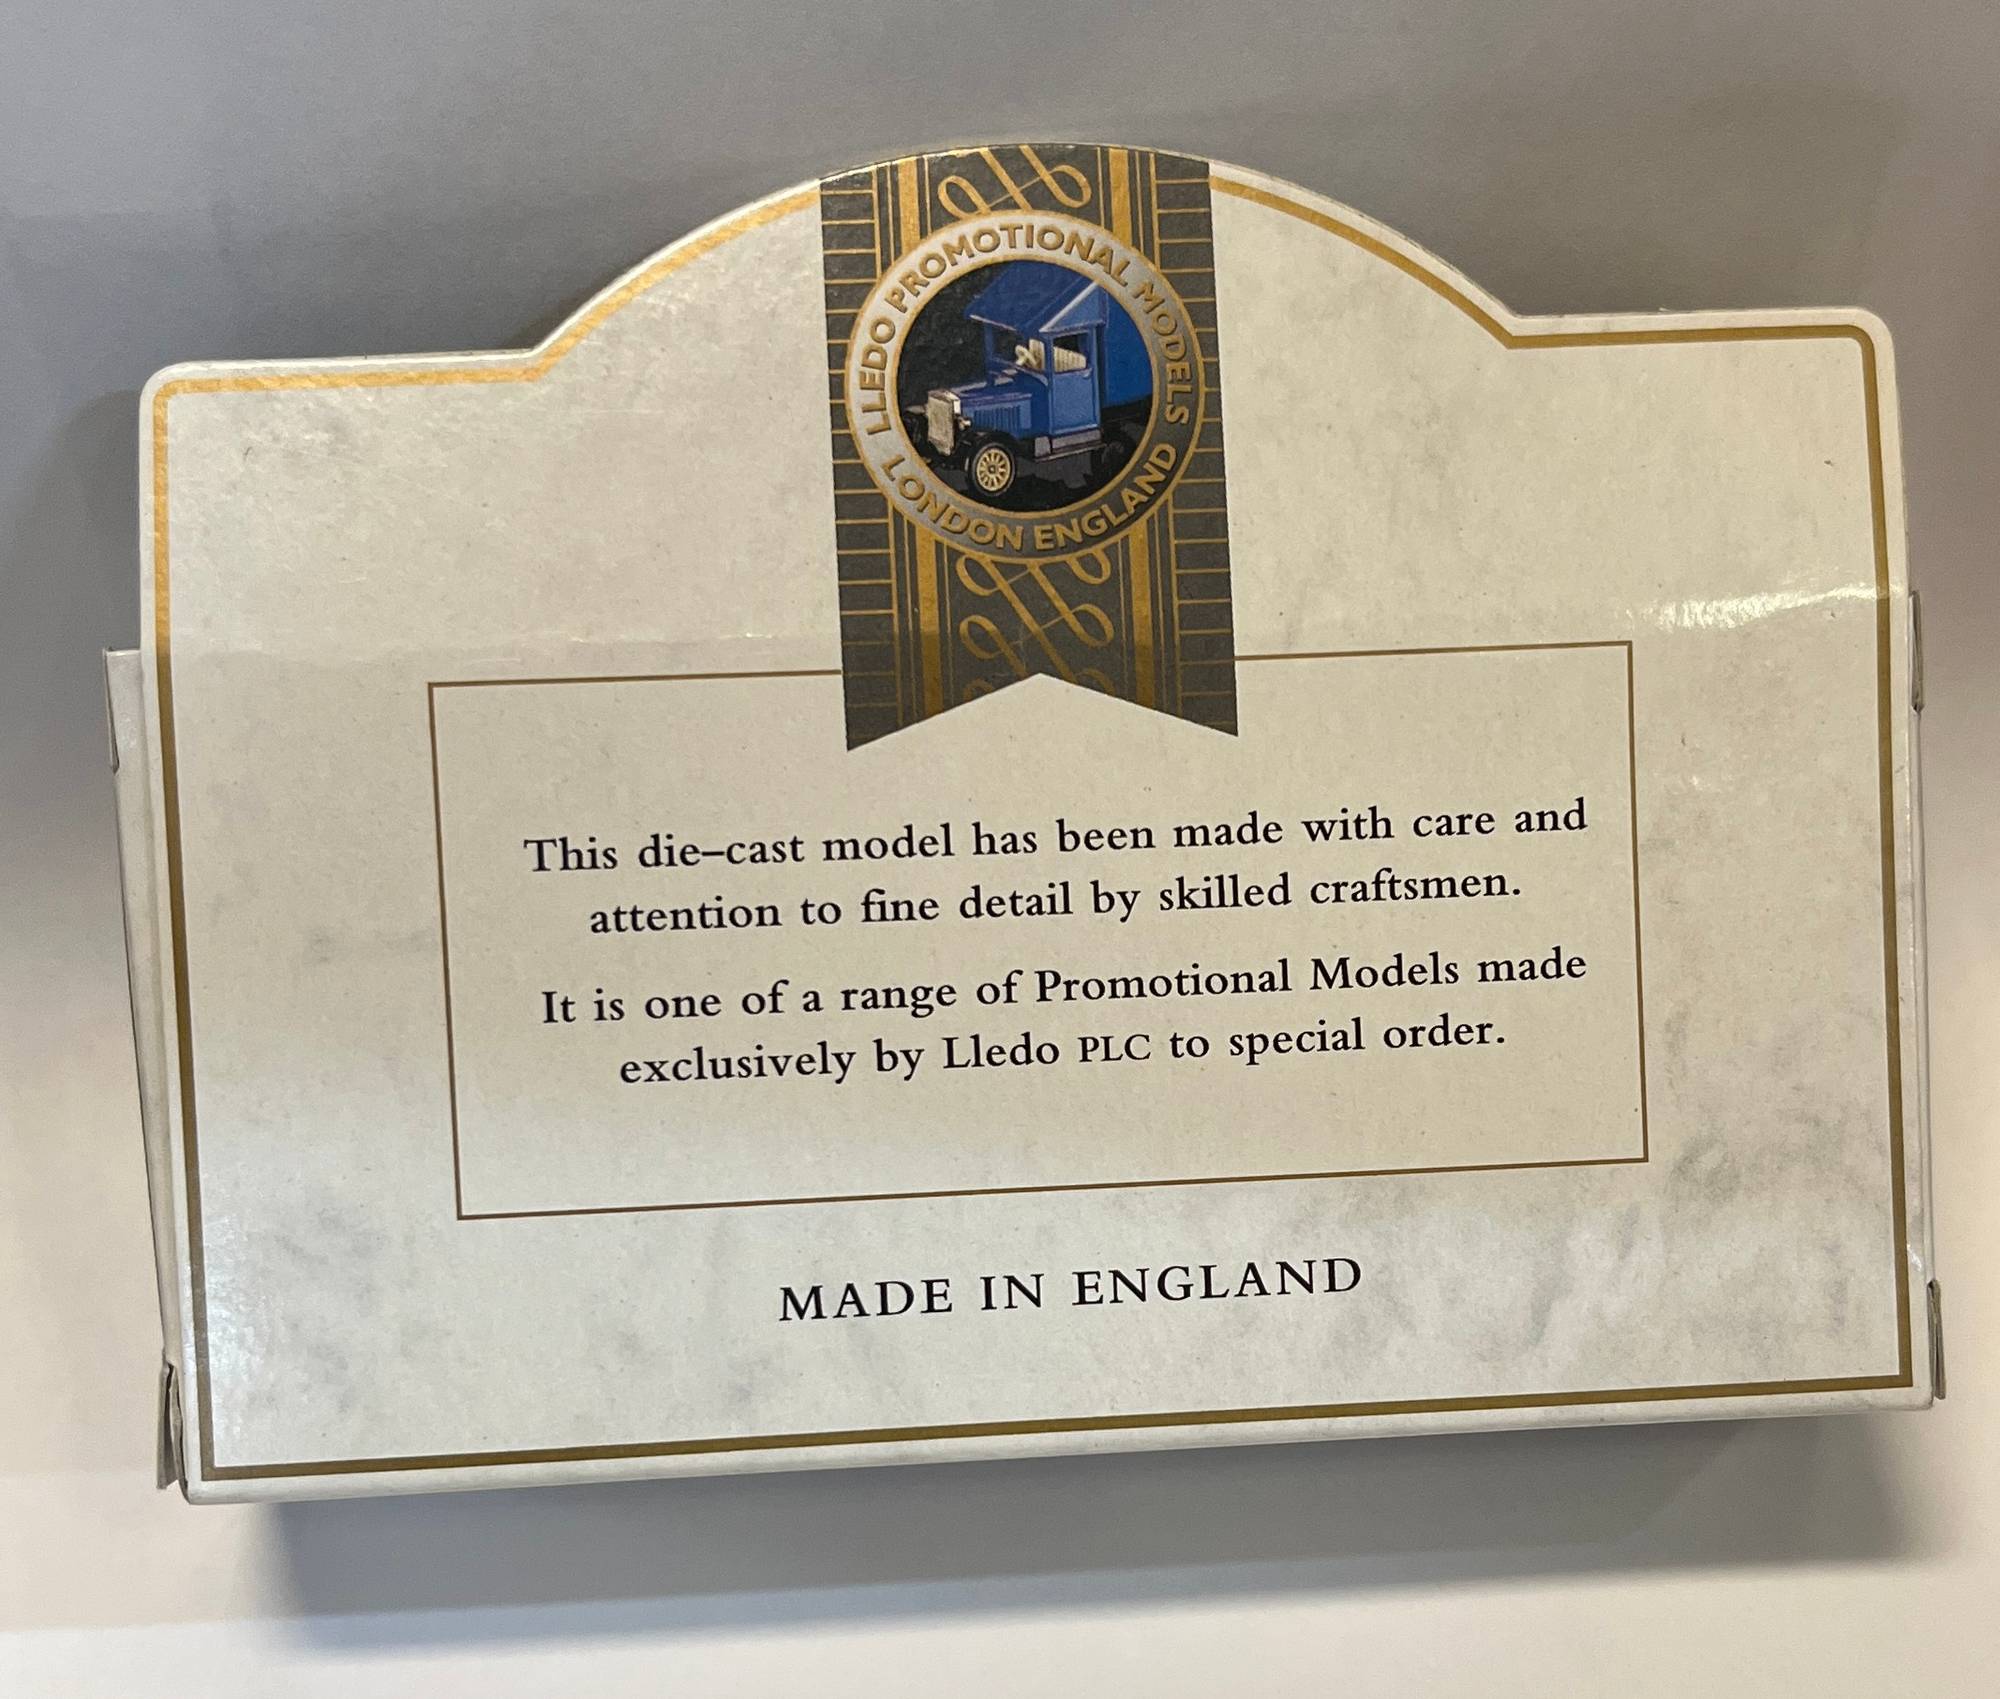 LLEDO PROMOTIONAL MODELS
LONDON ENGLAND
This die–cast model has been made with care and
attention to fine detail by skilled craftsmen.
It is one of a range of Promotional Models made
exclusively by Lledo PLC to special order.
MADE IN ENGLAND